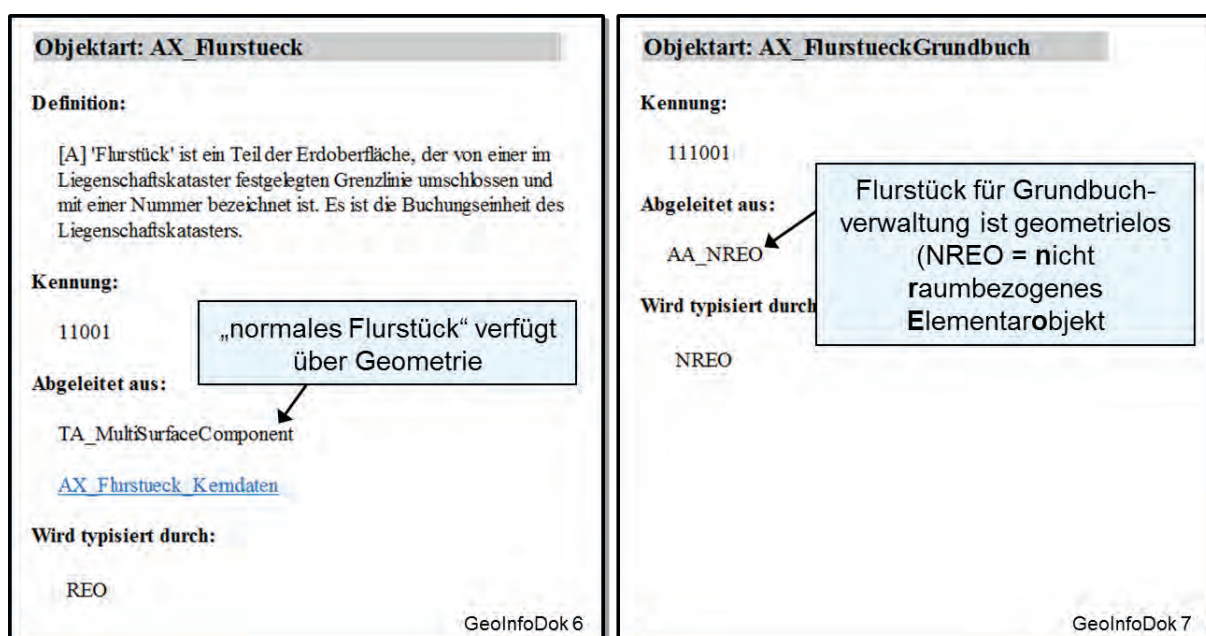 Objektart: AX_Flurstueck
Definition:
[A] 'Flurstück' ist ein Teil der Erdoberfläche, der von einer im
Liegenschaftskataster festgelegten Grenzlinie umschlossen und
mit einer Nummer bezeichnet ist. Es ist die Buchungseinheit des
Liegenschaftskatasters.
Kennung:
11001
„normales Flurstück“ verfügt
über Geometrie
Abgeleitet aus:
TA_MultiSurfaceComponent
AX_Flurstueck_Kerndaten
Wird typisiert durch:
REO
GeoInfoDok 6
Objektart: AX_FlurstueckGrundbuch
Kennung:
111001
Flurstück für Grundbuch-
verwaltung ist geometrielos
(NREO = nicht
raumbezogenes
Elementarobjekt
Abgeleitet aus:
AA_NREO
Wird typisiert durch
NREO
GeoInfoDok 7